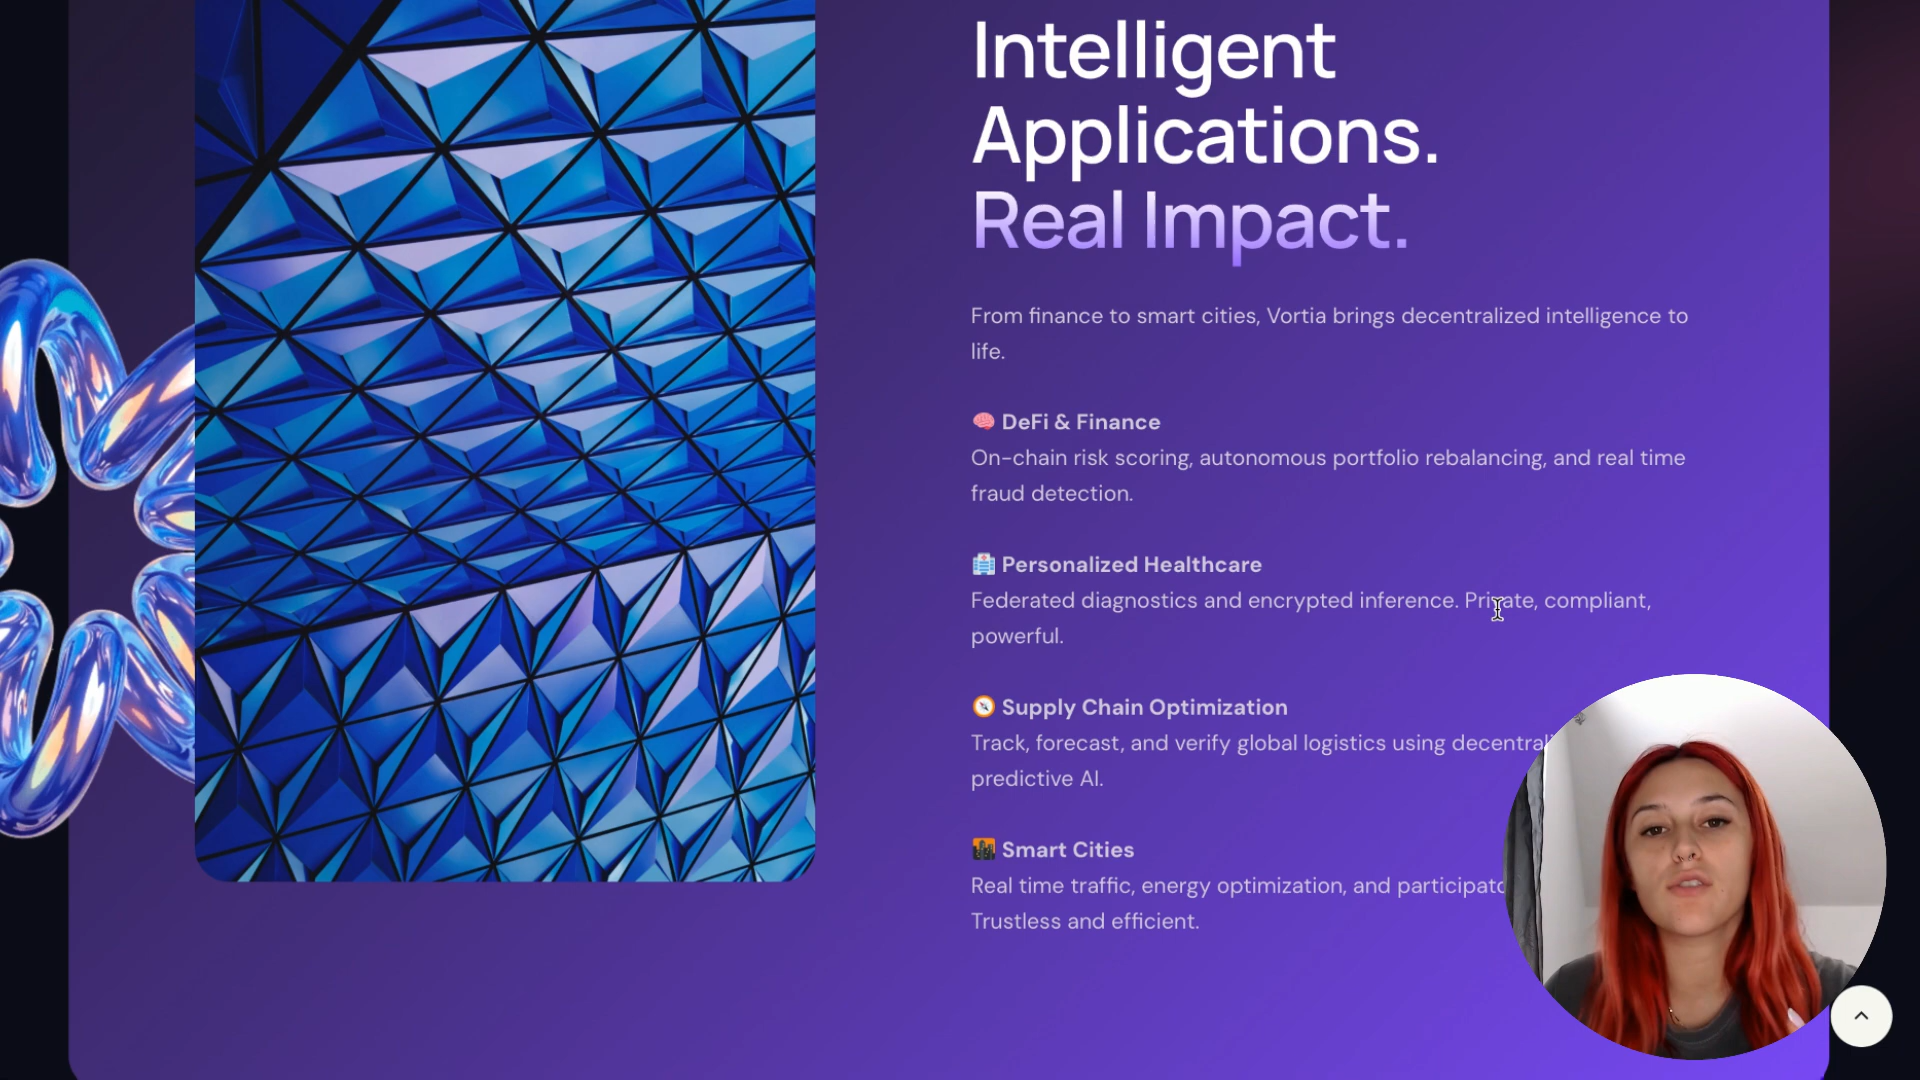 Intelligent
Applications.
Real Impact.
From finance to smart cities, Vortia brings decentralized intelligence to
life.
🧠 DeFi & Finance
On-chain risk scoring, autonomous portfolio rebalancing, and real time
fraud detection.
🏥 Personalized Healthcare
Federated diagnostics and encrypted inference. Private, compliant,
powerful.
🧭 Supply Chain Optimization
Track, forecast, and verify global logistics using
predictive AI.
🌇 Smart Cities
Real time traffic, energy optimization, and
Trustless and efficient.